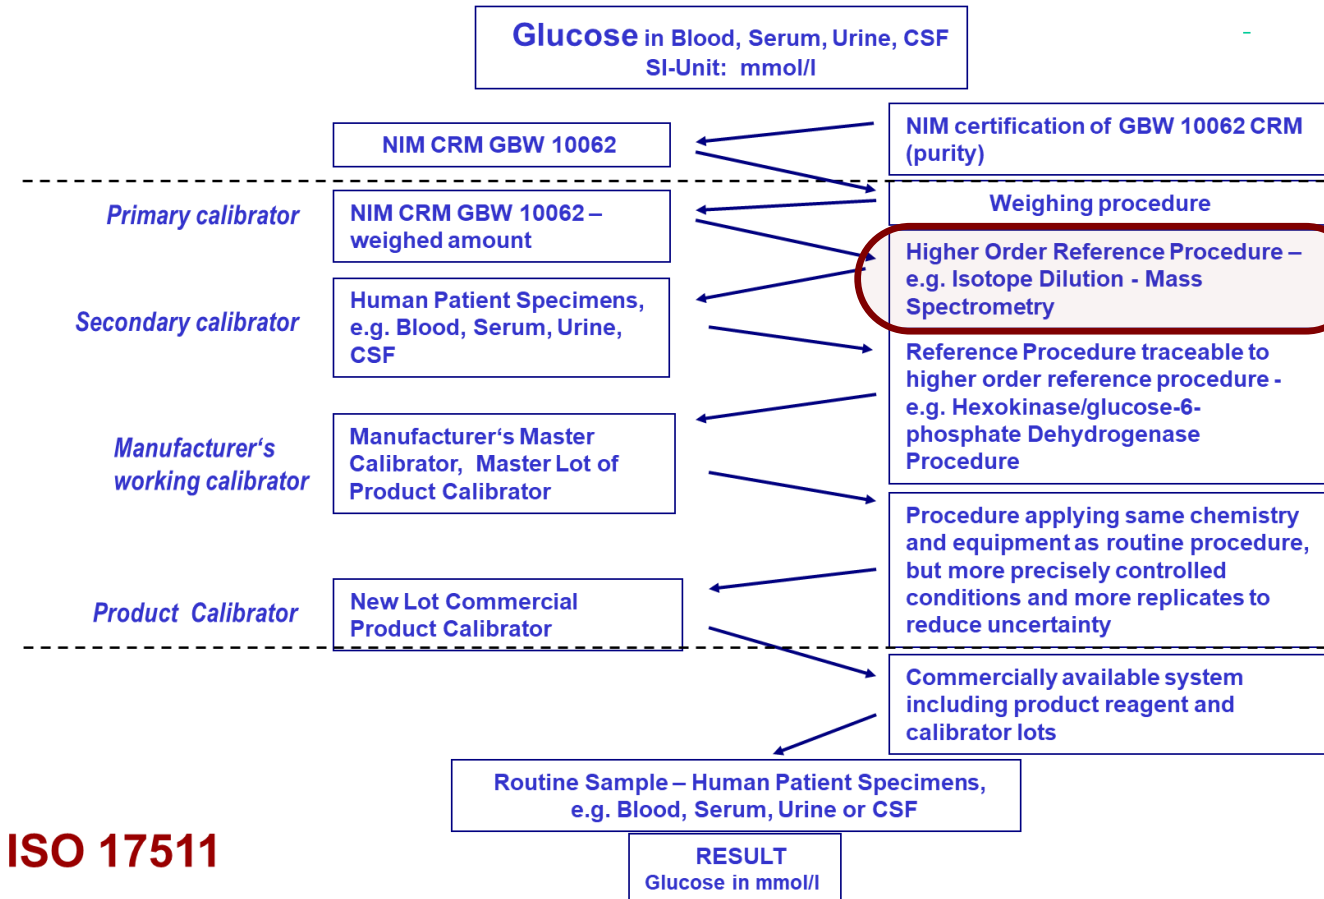 Glucose in Blood, Serum, Urine, CSF
SI-Unit: mmol/l
NIM CRM GBW 10062
NIM certification of GBW 10062 CRM
(purity)
Primary calibrator
NIM CRM GBW 10062 –
weighed amount
Weighing procedure
Higher Order Reference Procedure –
e.g. Isotope Dilution - Mass
Spectrometry
Secondary calibrator
Human Patient Specimens,
e.g. Blood, Serum, Urine,
CSF
Reference Procedure traceable to
higher order reference procedure -
e.g. Hexokinase/glucose-6-
phosphate Dehydrogenase
Procedure
Manufacturer‘s
working calibrator
Manufacturer‘s Master
Calibrator, Master Lot of
Product Calibrator
Procedure applying same chemistry
and equipment as routine procedure,
but more precisely controlled
conditions and more replicates to
reduce uncertainty
Product Calibrator
New Lot Commercial
Product Calibrator
Commercially available system
including product reagent and
calibrator lots
Routine Sample – Human Patient Specimens,
e.g. Blood, Serum, Urine or CSF
ISO 17511
RESULT
Glucose in mmol/l